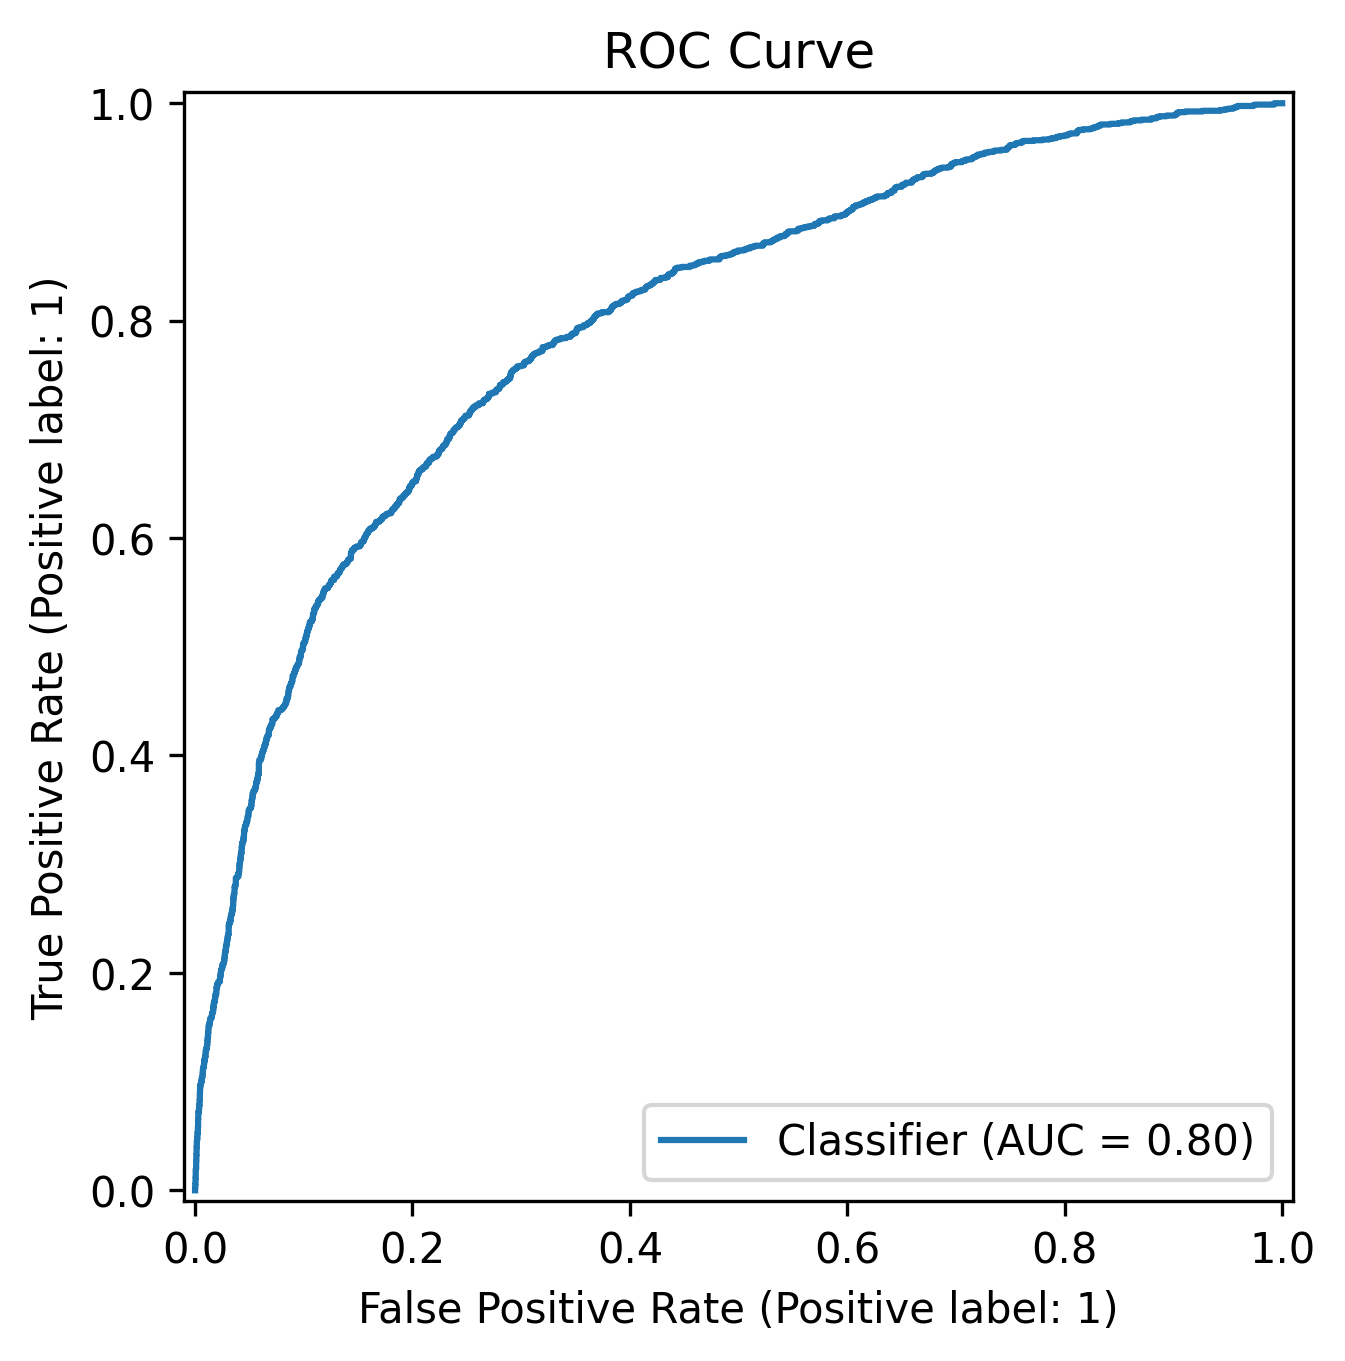 ROC Curve
True Positive Rate (Positive label: 1)
1.0
0.8
0.6
0.4
0.2
0.0
Classifier (AUC = 0.80)
0.0 0.2 0.4 0.6 0.8 1.0
False Positive Rate (Positive label: 1)